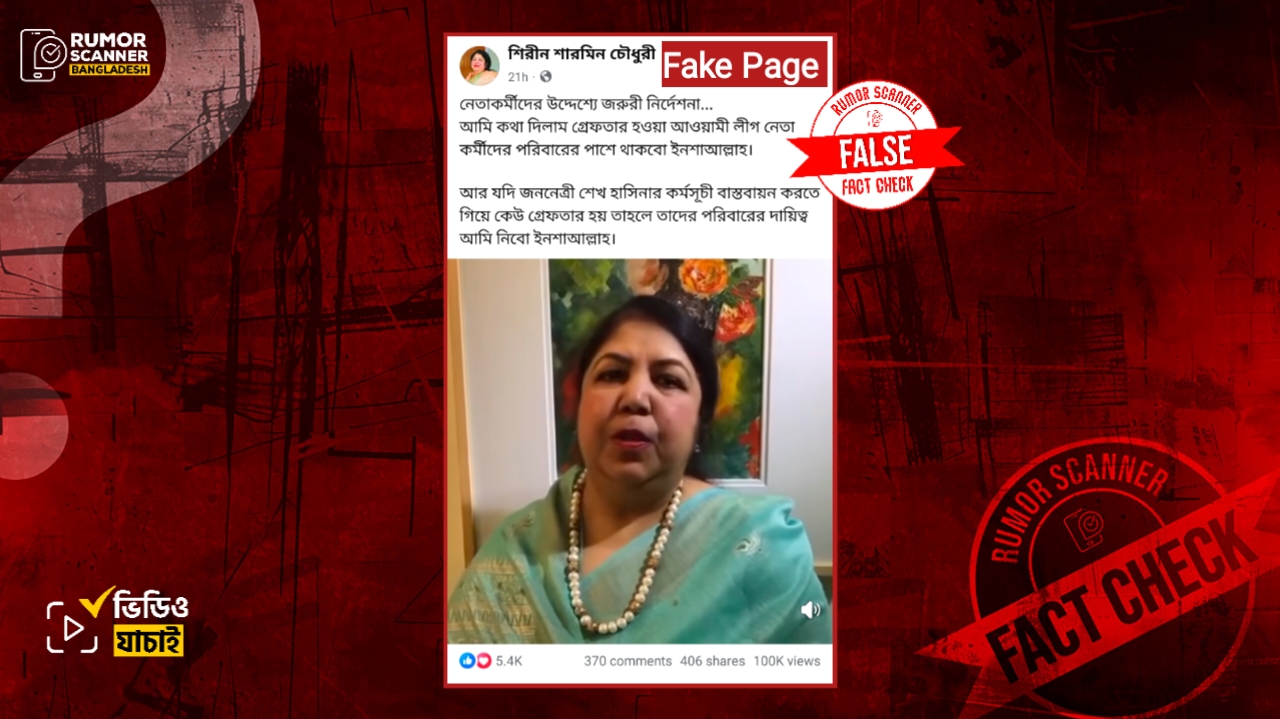 RUMOR
SCANNER
BANGLADESH
শিরীন শারমিন চৌধুরী
Fake Page
21h ·
নেতাকর্মীদের উদ্দেশ্যে জরুরী নির্দেশনা...
আমি কথা দিলাম গ্রেফতার হওয়া আওয়ামী লীগ নেতা
কর্মীদের পরিবারের পাশে থাকবো ইনশাআল্লাহ।
আর যদি জননেত্রী শেখ হাসিনার কর্মসূচী বাস্তবায়ন করতে
গিয়ে কেউ গ্রেফতার হয় তাহলে তাদের পরিবারের দায়িত্ব
আমি নিবো ইনশাআল্লাহ।
RUMOR SCANNER
FALSE
FACT CHECK
RUMOR SCANNER
FACT CHECK
ভিডিও
যাচাই
5.4K 370 comments 406 shares 100K views